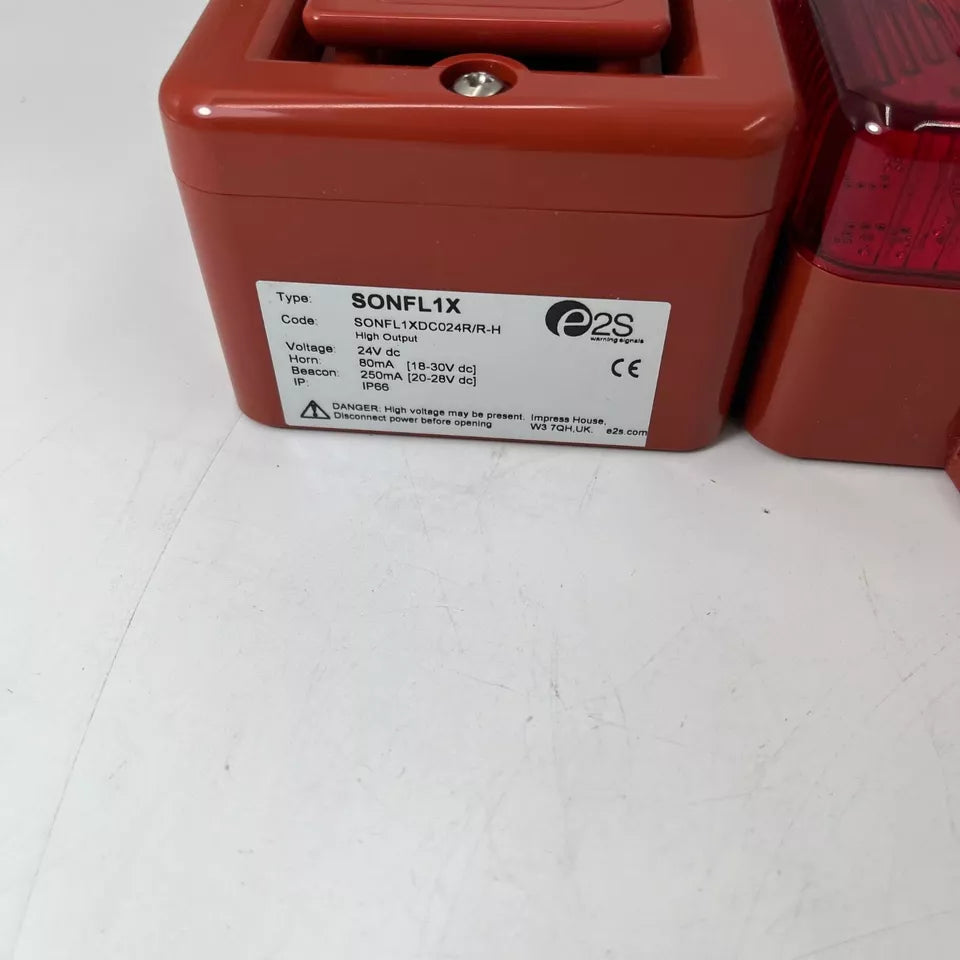 Type: SONFL1X
Code: SONFL1XDC024R/R-H
High Output
Voltage: 24V dc
Horn: 80mA [18-30V dc]
Beacon: 250mA [20-28V dc]
IP: IP66
e2S
warning signals
CE
DANGER: High voltage may be present.
Disconnect power before opening
Impress House,
W3 7QH,UK. e2s.com